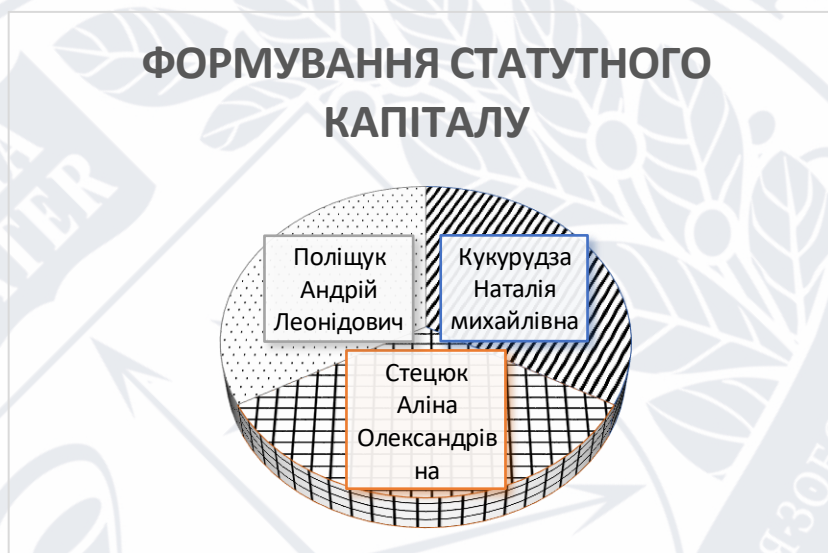 ФОРМУВАННЯ СТАТУТНОГО
КАПІТАЛУ
Поліщук
Андрій
Леонідович
Кукурудза
Наталія
михайлівна
Стецюк
Аліна
Олександрів
на